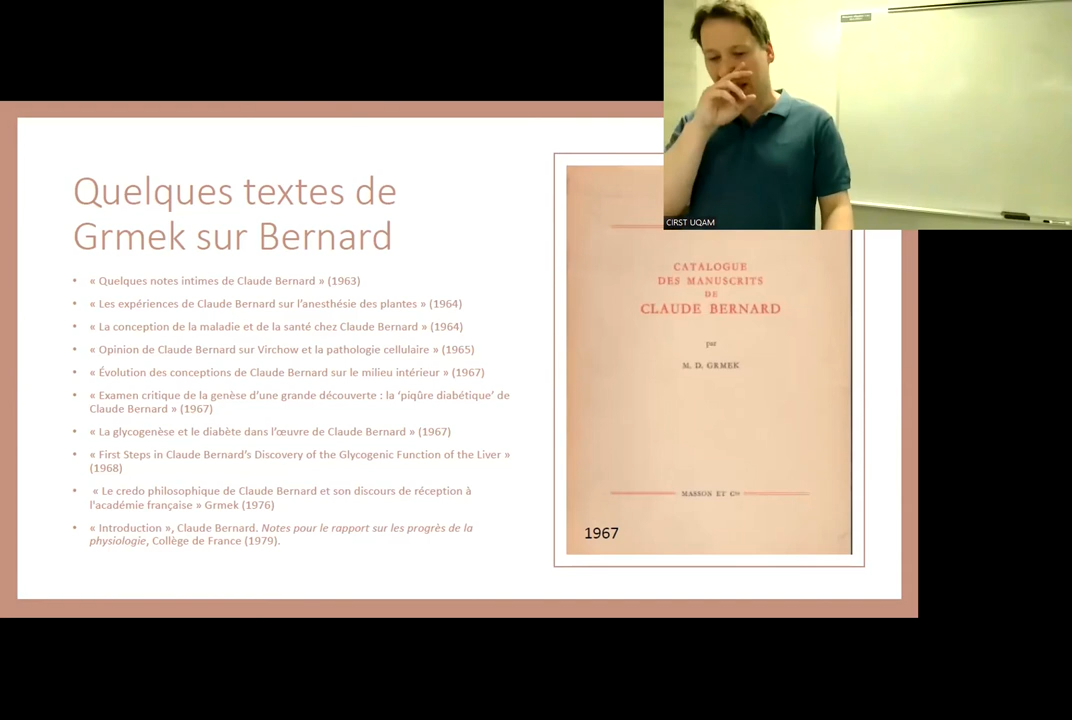 Quelques textes de
Grmek sur Bernard
• « Quelques notes intimes de Claude Bernard » (1963)
• « Les expériences de Claude Bernard sur l'anesthésie des plantes » (1964)
• « La conception de la maladie et de la santé chez Claude Bernard » (1964)
• « Opinion de Claude Bernard sur Virchow et la pathologie cellulaire » (1965)
• « Évolution des conceptions de Claude Bernard sur le milieu intérieur » (1967)
• « Examen critique de la genèse d'une grande découverte : la 'piqûre diabétique' de
Claude Bernard » (1967)
• « La glycogenèse et le diabète dans l'œuvre de Claude Bernard » (1967)
• « First Steps in Claude Bernard's Discovery of the Glycogenic Function of the Liver »
(1968)
• « Le credo philosophique de Claude Bernard et son discours de réception à
l'académie française » Grmek (1976)
• « Introduction », Claude Bernard. Notes pour le rapport sur les progrès de la
physiologie, Collège de France (1979).
CATALOGUE
DES MANUSCRITS
DE
CLAUDE BERNARD
par
M. D. GRMEK
MASSON ET Cie
1967
CIRST UQAM